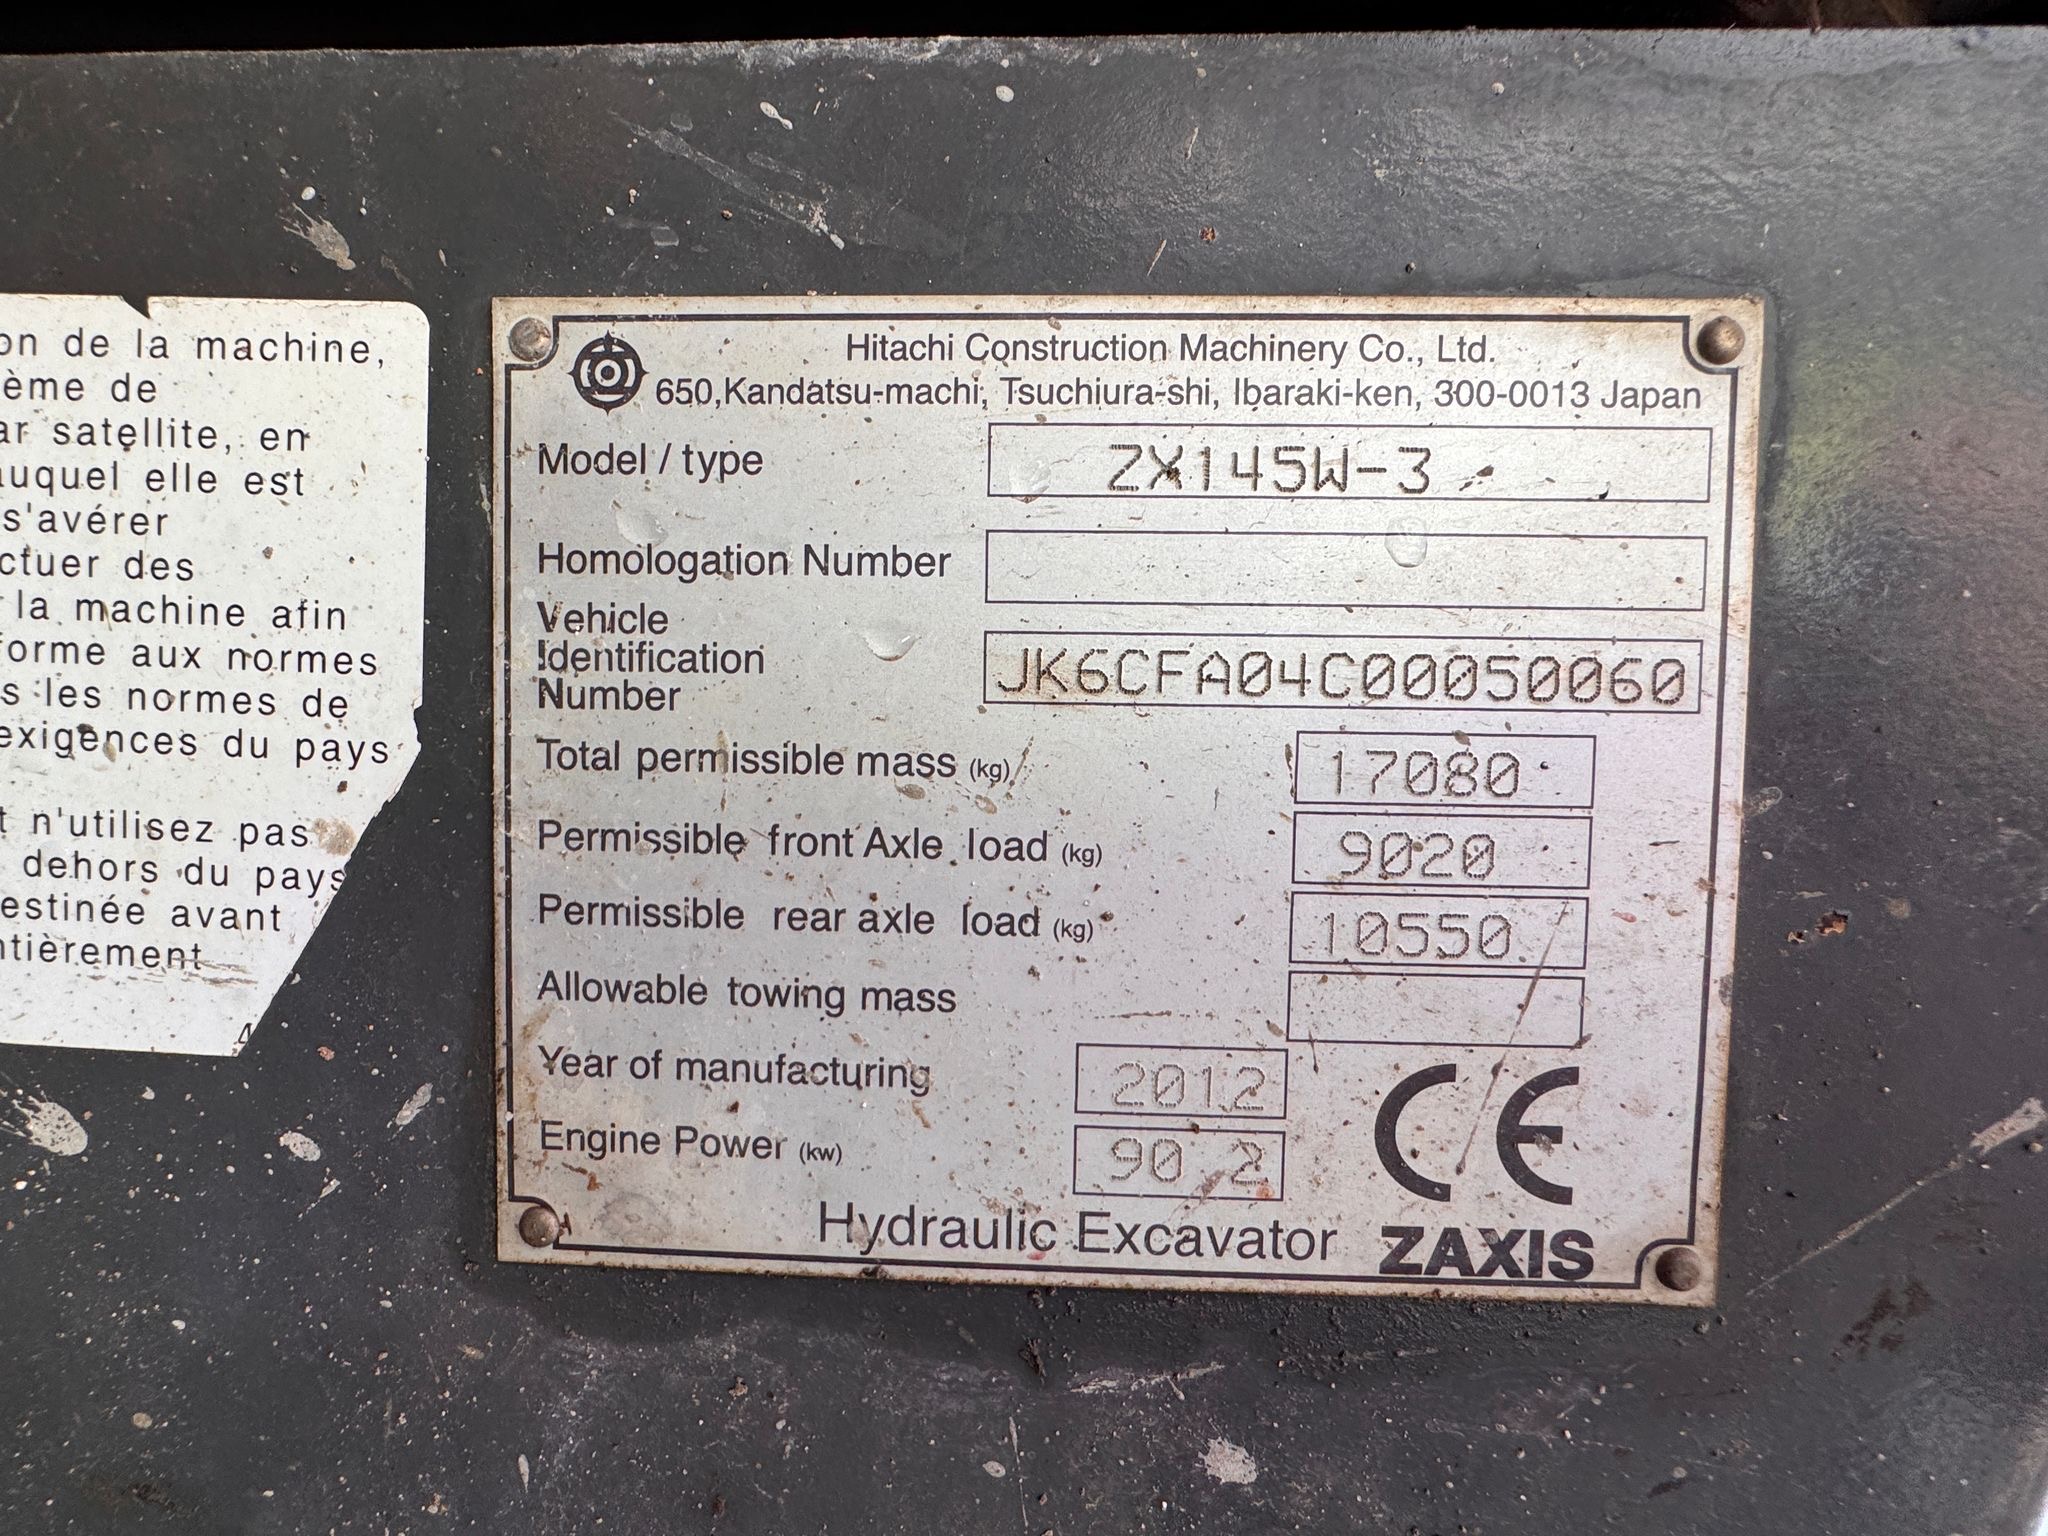 on de la machine,
ème de
ar satellite, en
auquel elle est
s'avérer
ctuer des
la machine afin
forme aux normes
s les normes de
exigences du pays
t n'utilisez pas
dehors du pays
estinée avant
ntièrement
4
Hitachi Construction Machinery Co., Ltd.
650,Kandatsu-machi, Tsuchiura-shi, Ibaraki-ken, 300-0013 Japan
Model / type ZX145W-3
Homologation Number
Vehicle
Identification
Number JK6CFA04C00050060
Total permissible mass (kg) 17080
Permissible front Axle load (kg) 9020
Permissible rear axle load (kg) 10550
Allowable towing mass
Year of manufacturing 2012
Engine Power (kw) 90.2
CE
Hydraulic Excavator ZAXIS